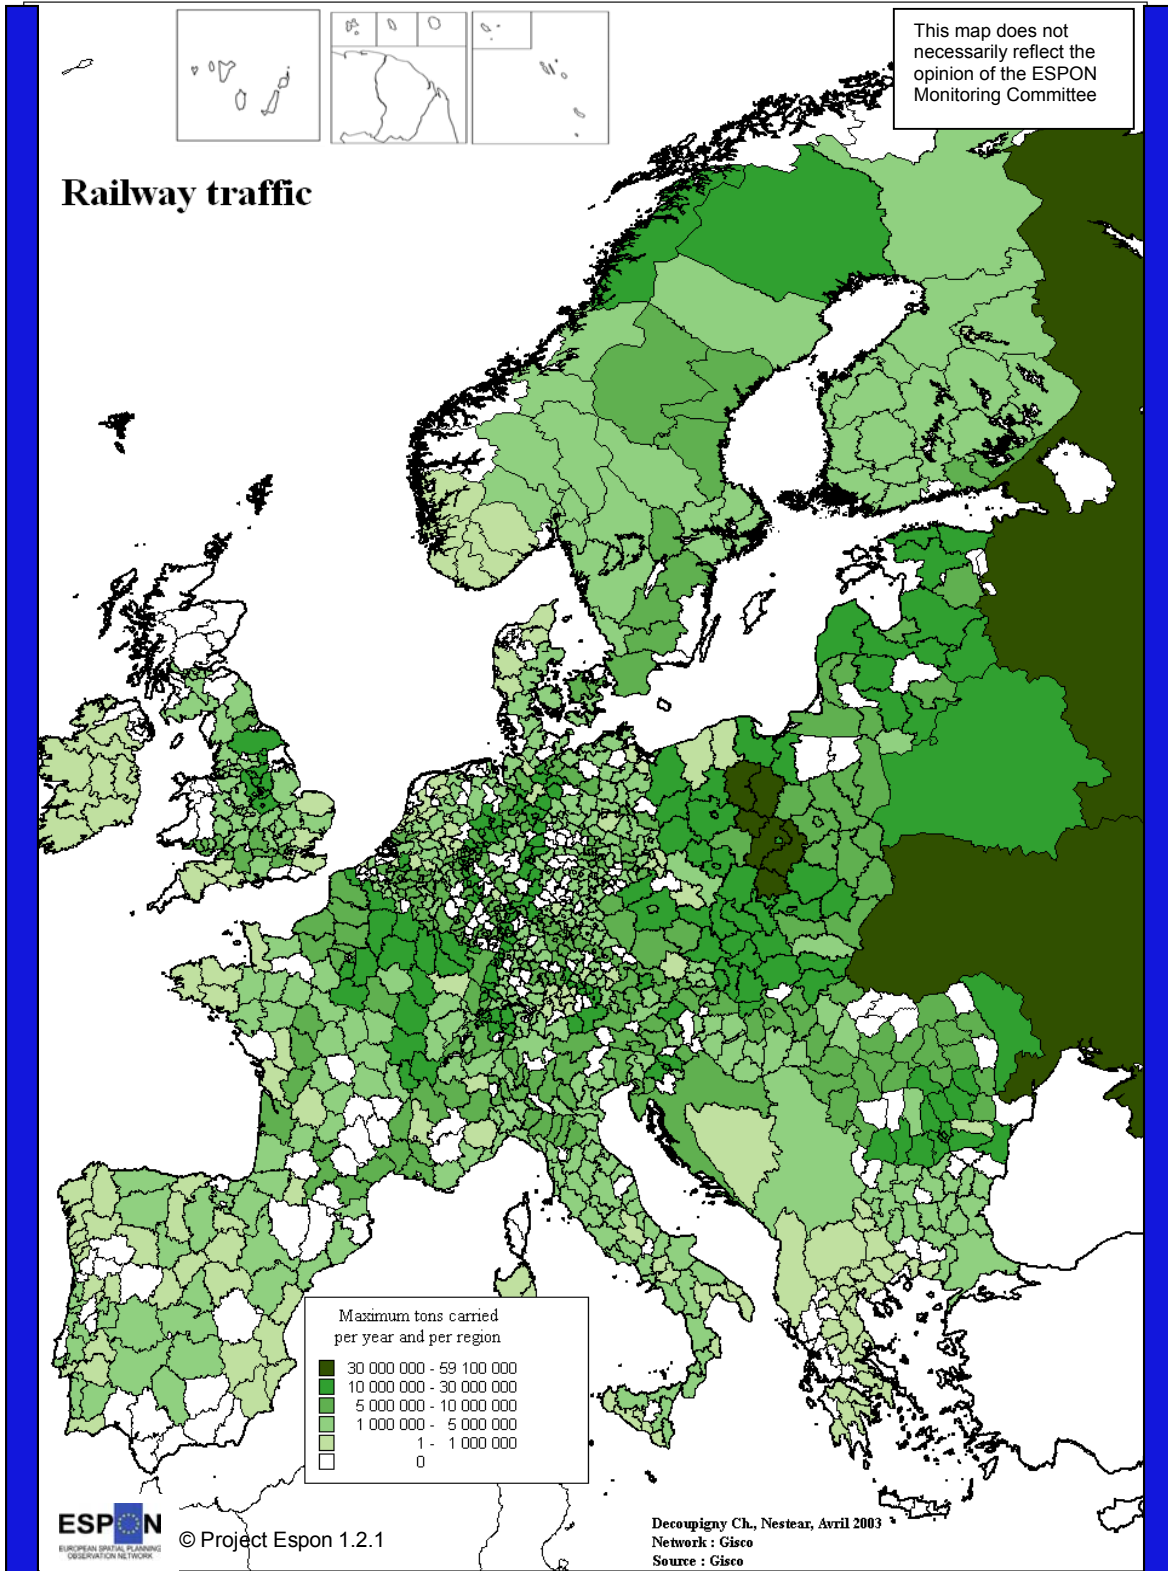 This map does not
necessarily reflect the
opinion of the ESPON
Monitoring Committee
Railway traffic
Maximum tons carried
per year and per region
30 000 000 - 59 100 000
10 000 000 - 30 000 000
5 000 000 - 10 000 000
1 000 000 - 5 000 000
1 - 1 000 000
0
ESPON
EUROPEAN SPATIAL PLANNING
OBSERVATION NETWORK
© Project Espon 1.2.1
Decoupigny Ch., Nestear, Avril 2003
Network : Gisco
Source : Gisco